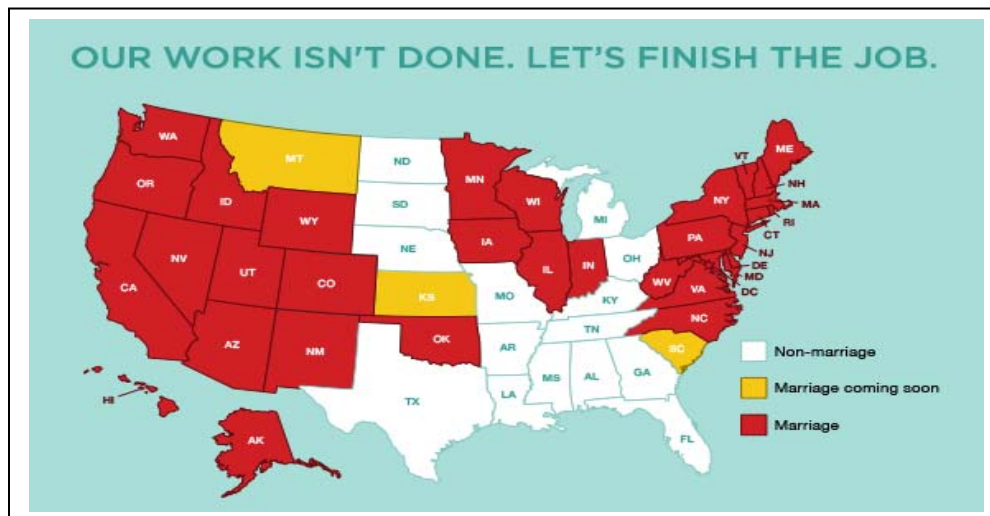 OUR WORK ISN'T DONE. LET'S FINISH THE JOB.
WA
MT
ND
MN
ME
VT
OR
ID
SD
WI
NY
NH
MA
WY
MI
RI
CT
NE
IA
PA
NJ
NV
UT
CO
IL
IN
OH
DE
MD
CA
KS
MO
WV
VA
DC
KY
NC
AZ
NM
OK
AR
TN
SC
Non-marriage
TX
LA
MS
AL
GA
Marriage coming soon
HI
AK
FL
Marriage